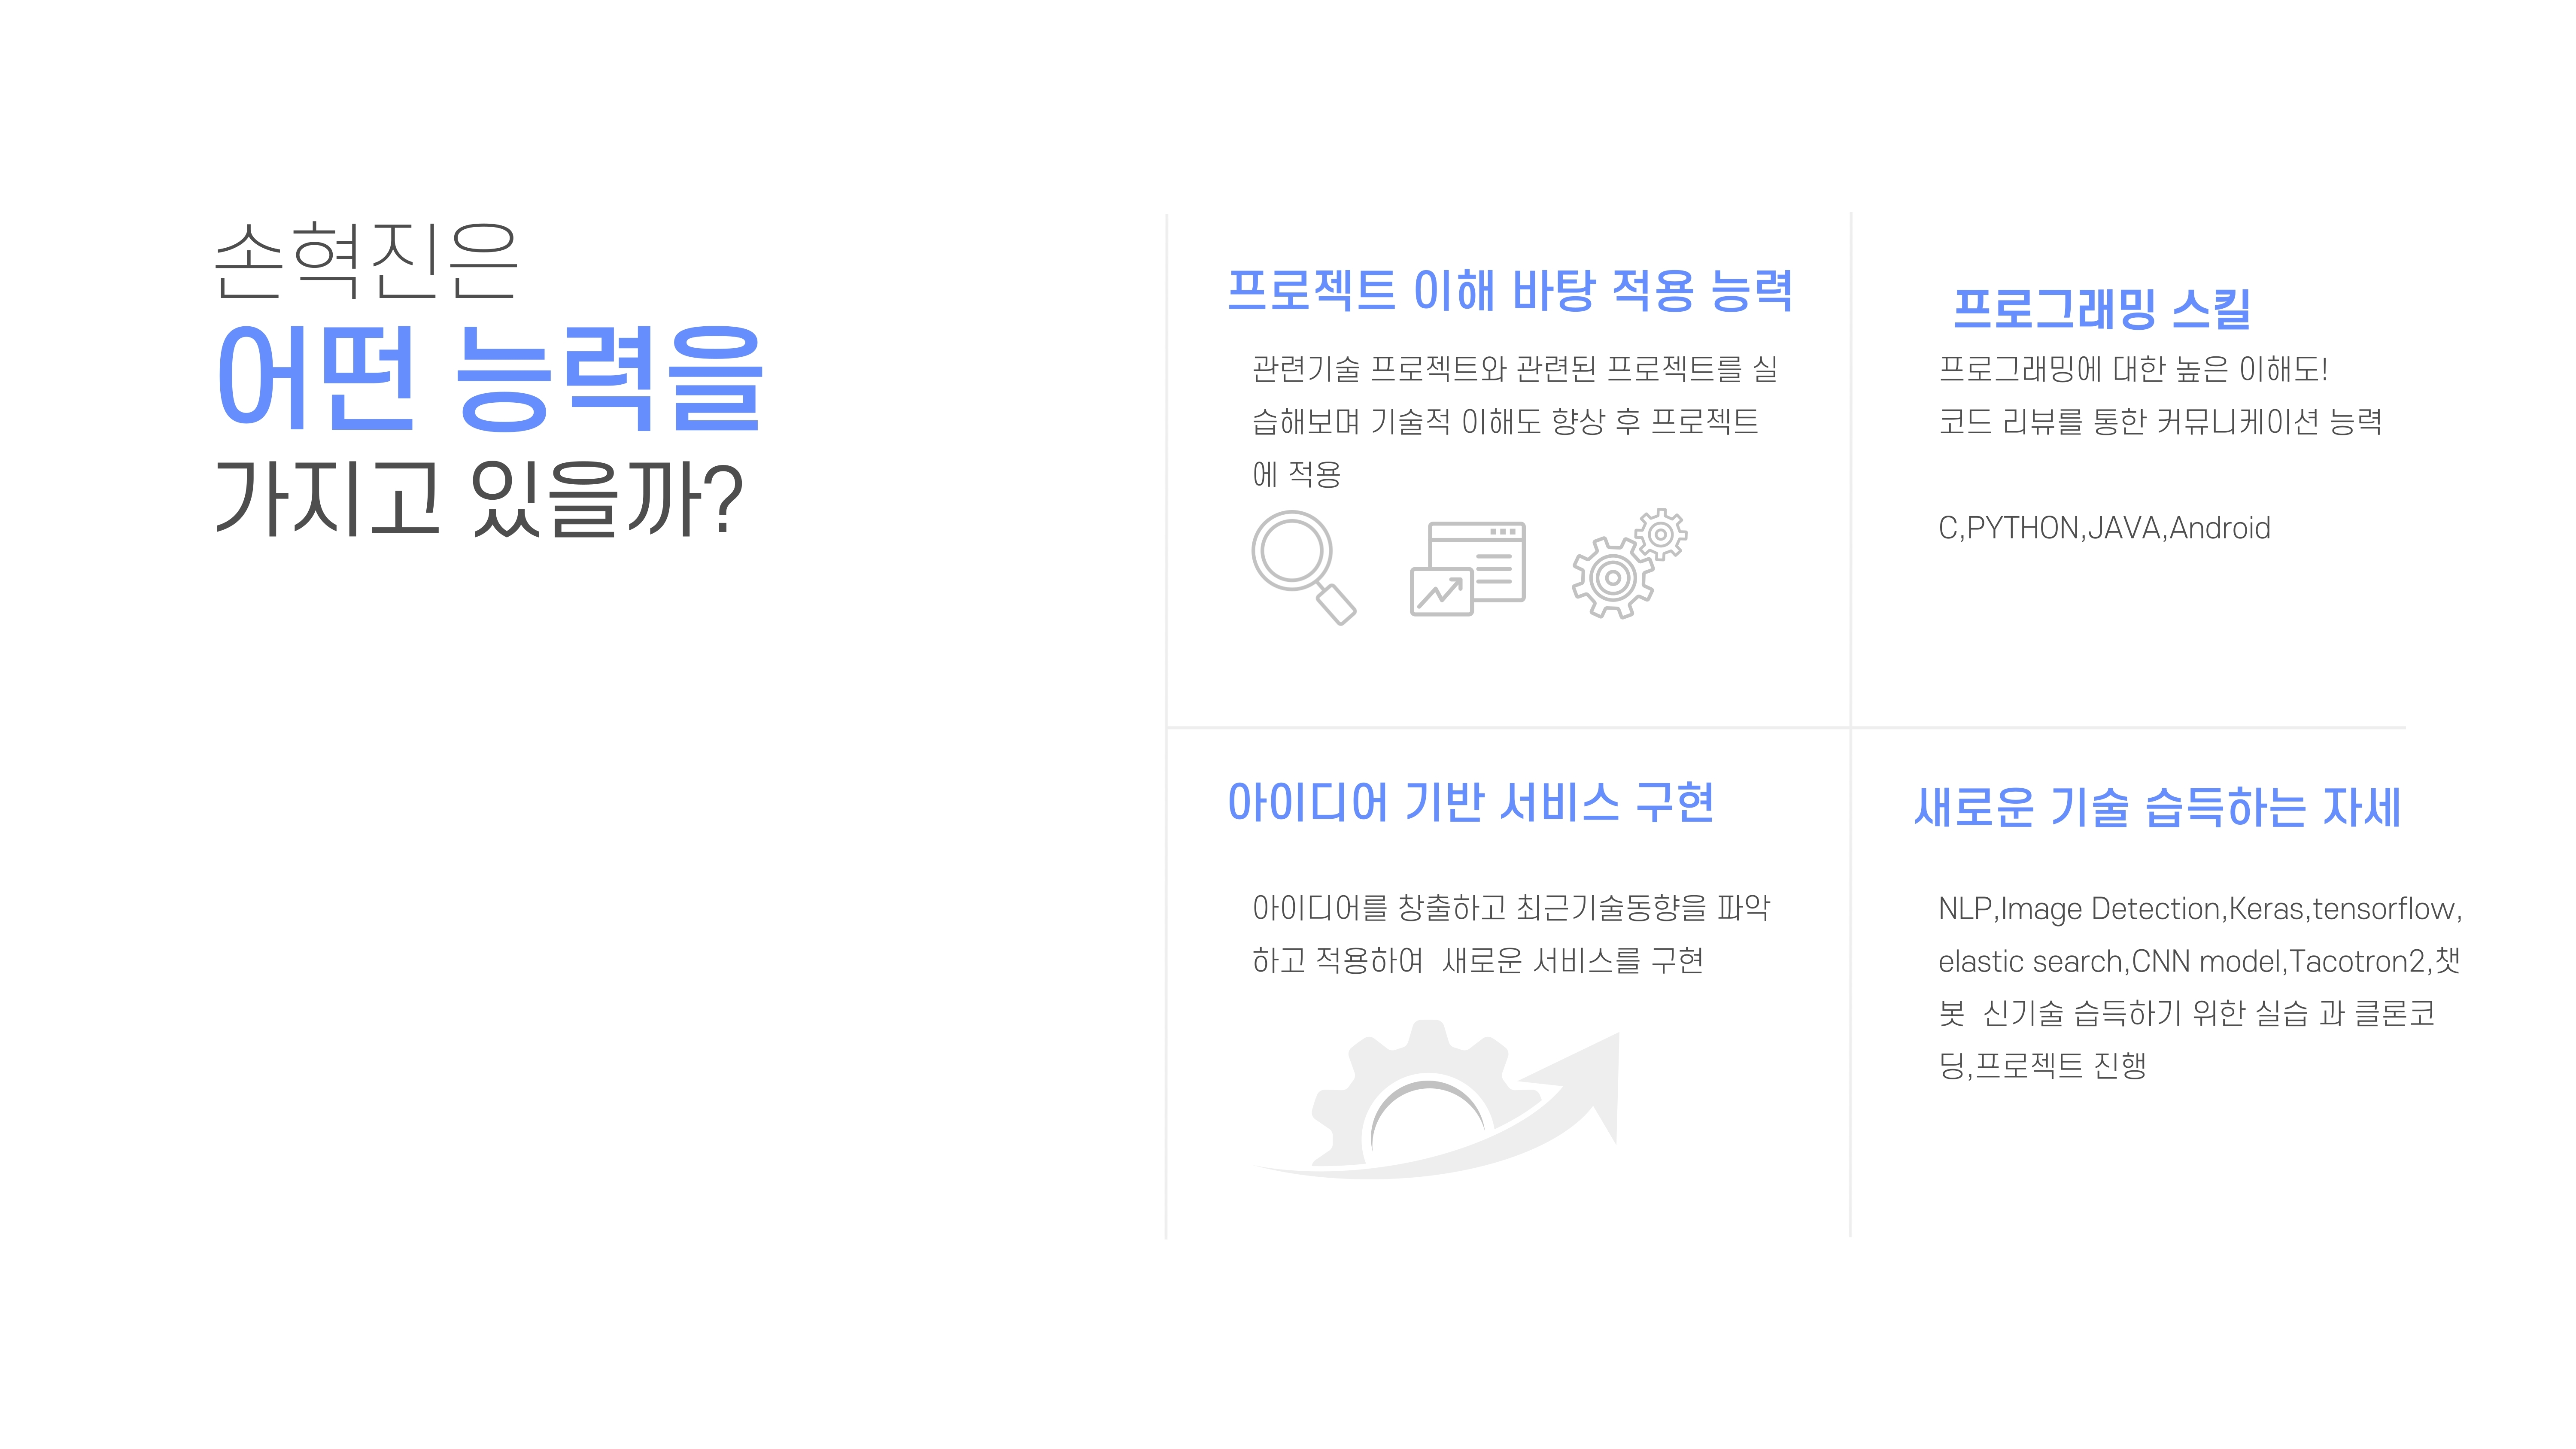 손혁진은
어떤 능력을
가지고 있을까?
프로젝트 이해 바탕 적용 능력
관련기술 프로젝트와 관련된 프로젝트를 실
습해보며 기술적 이해도 향상 후 프로젝트
에 적용
프로그래밍 스킬
프로그래밍에 대한 높은 이해도!
코드 리뷰를 통한 커뮤니케이션 능력
C,PYTHON,JAVA,Android
아이디어 기반 서비스 구현
아이디어를 창출하고 최근기술동향을 파악
하고 적용하여  새로운 서비스를 구현
새로운 기술 습득하는 자세
NLP,Image Detection,Keras,tensorflow,
elastic search,CNN model,Tacotron2,챗
봇  신기술 습득하기 위한 실습 과 클론코
딩,프로젝트 진행